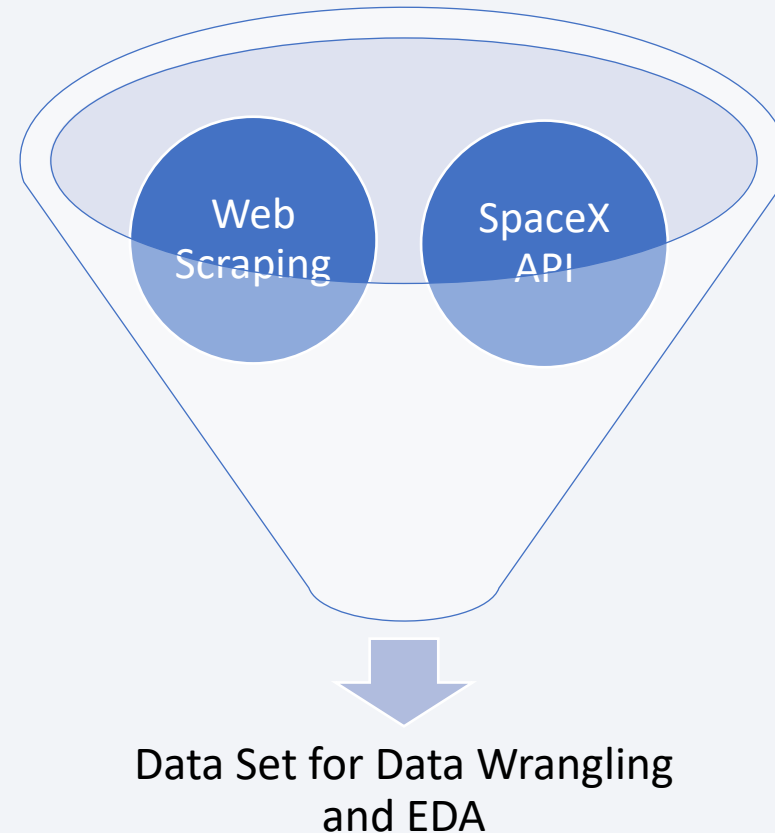 Web
Scraping
SpaceX
API
Data Set for Data Wrangling
and EDA